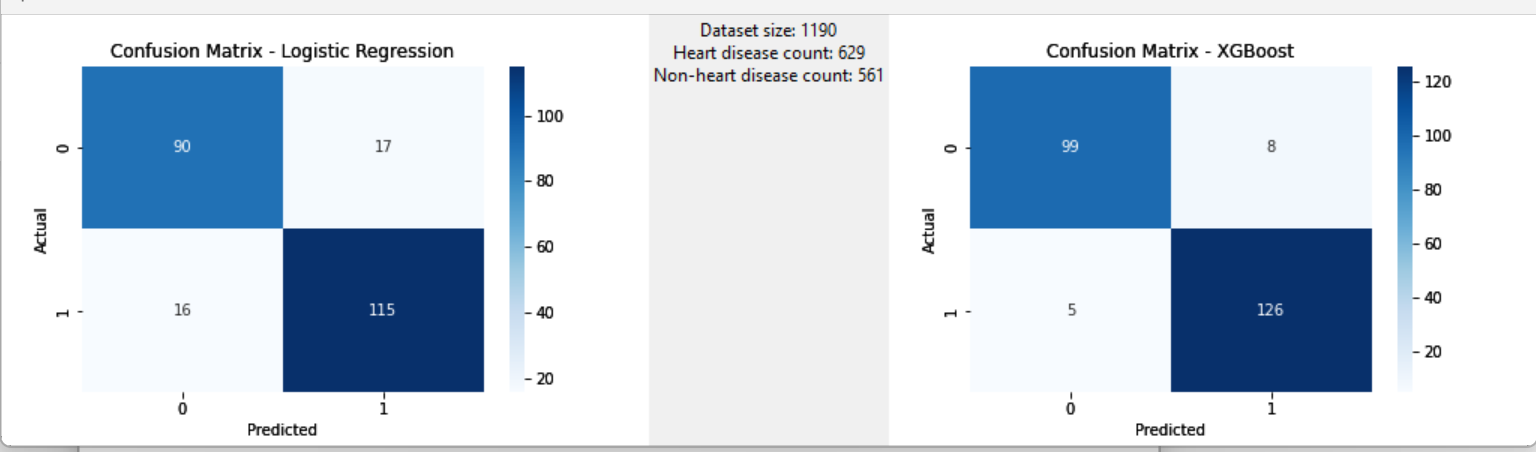 Confusion Matrix - Logistic Regression
90 17
16 115
0
1
Actual
0 1
Predicted
100
80
60
40
20
Dataset size: 1190
Heart disease count: 629
Non-heart disease count: 561
Confusion Matrix - XGBoost
99 8
5 126
0
1
Actual
0 1
Predicted
120
100
80
60
40
20